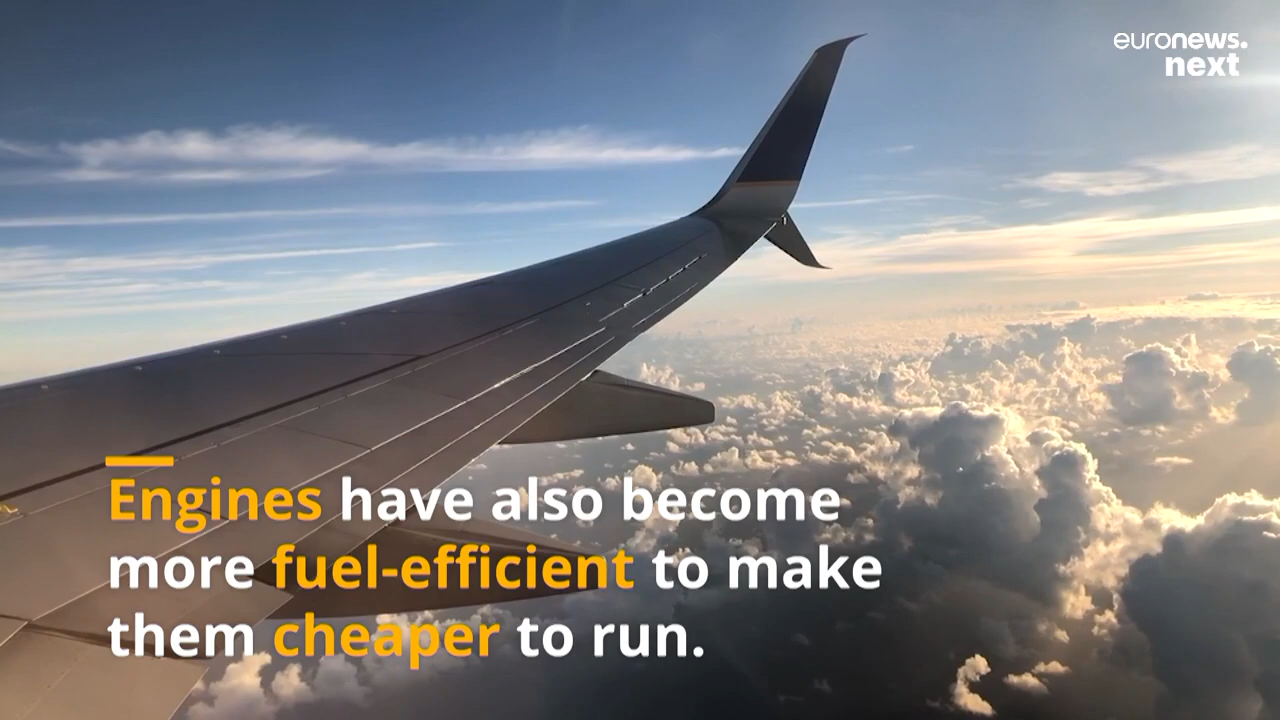 euronews.
next
Engines have also become
more fuel-efficient to make
them cheaper to run.